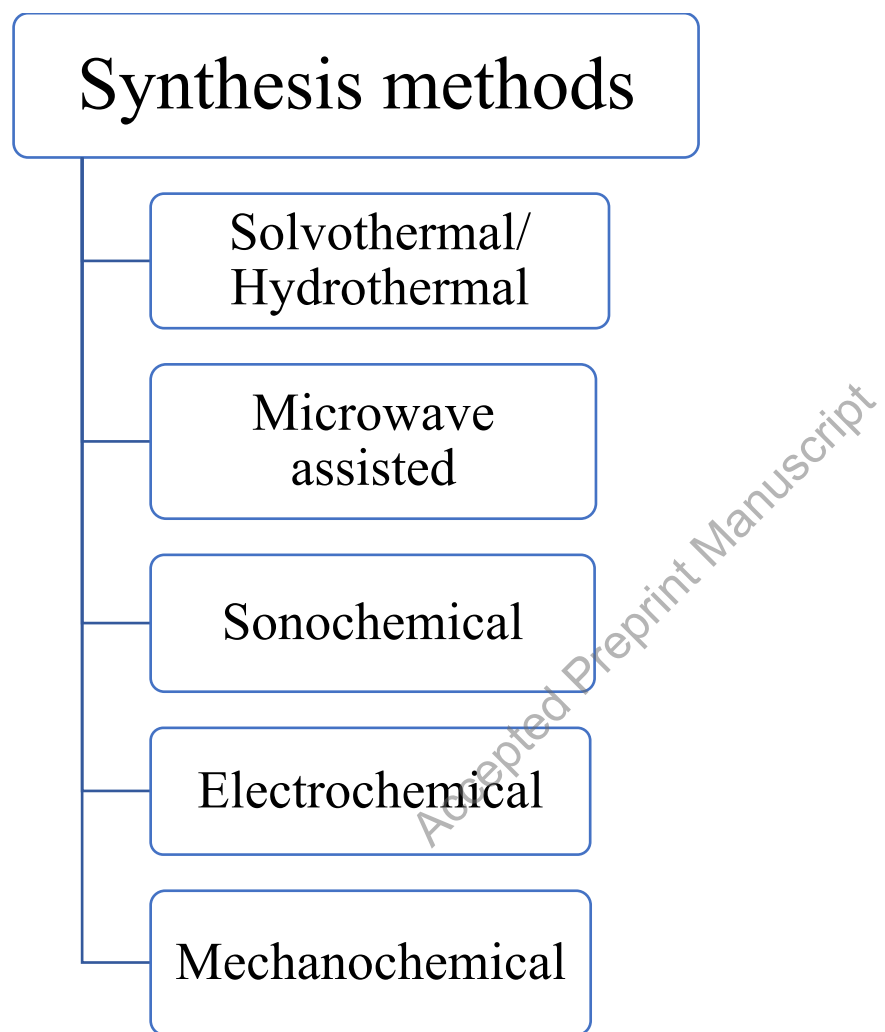 Synthesis methods
Solvothermal/
Hydrothermal
Microwave
assisted
Sonochemical
Electrochemical
Mechanochemical
Accepted Preprint Manuscript